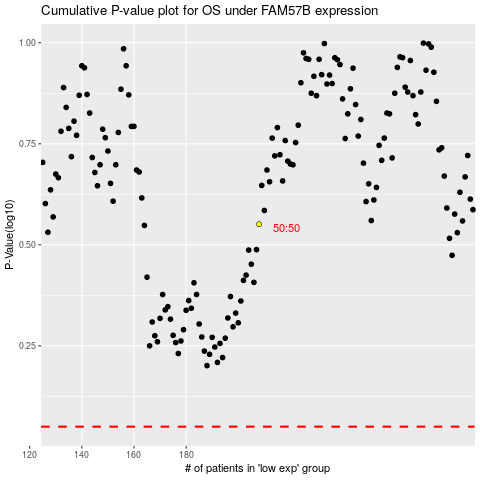 Cumulative P-value plot for OS under FAM57B expression
P-Value(log10)
1.00
0.75
0.50
0.25
50:50
120 140 160 180
# of patients in 'low exp' group